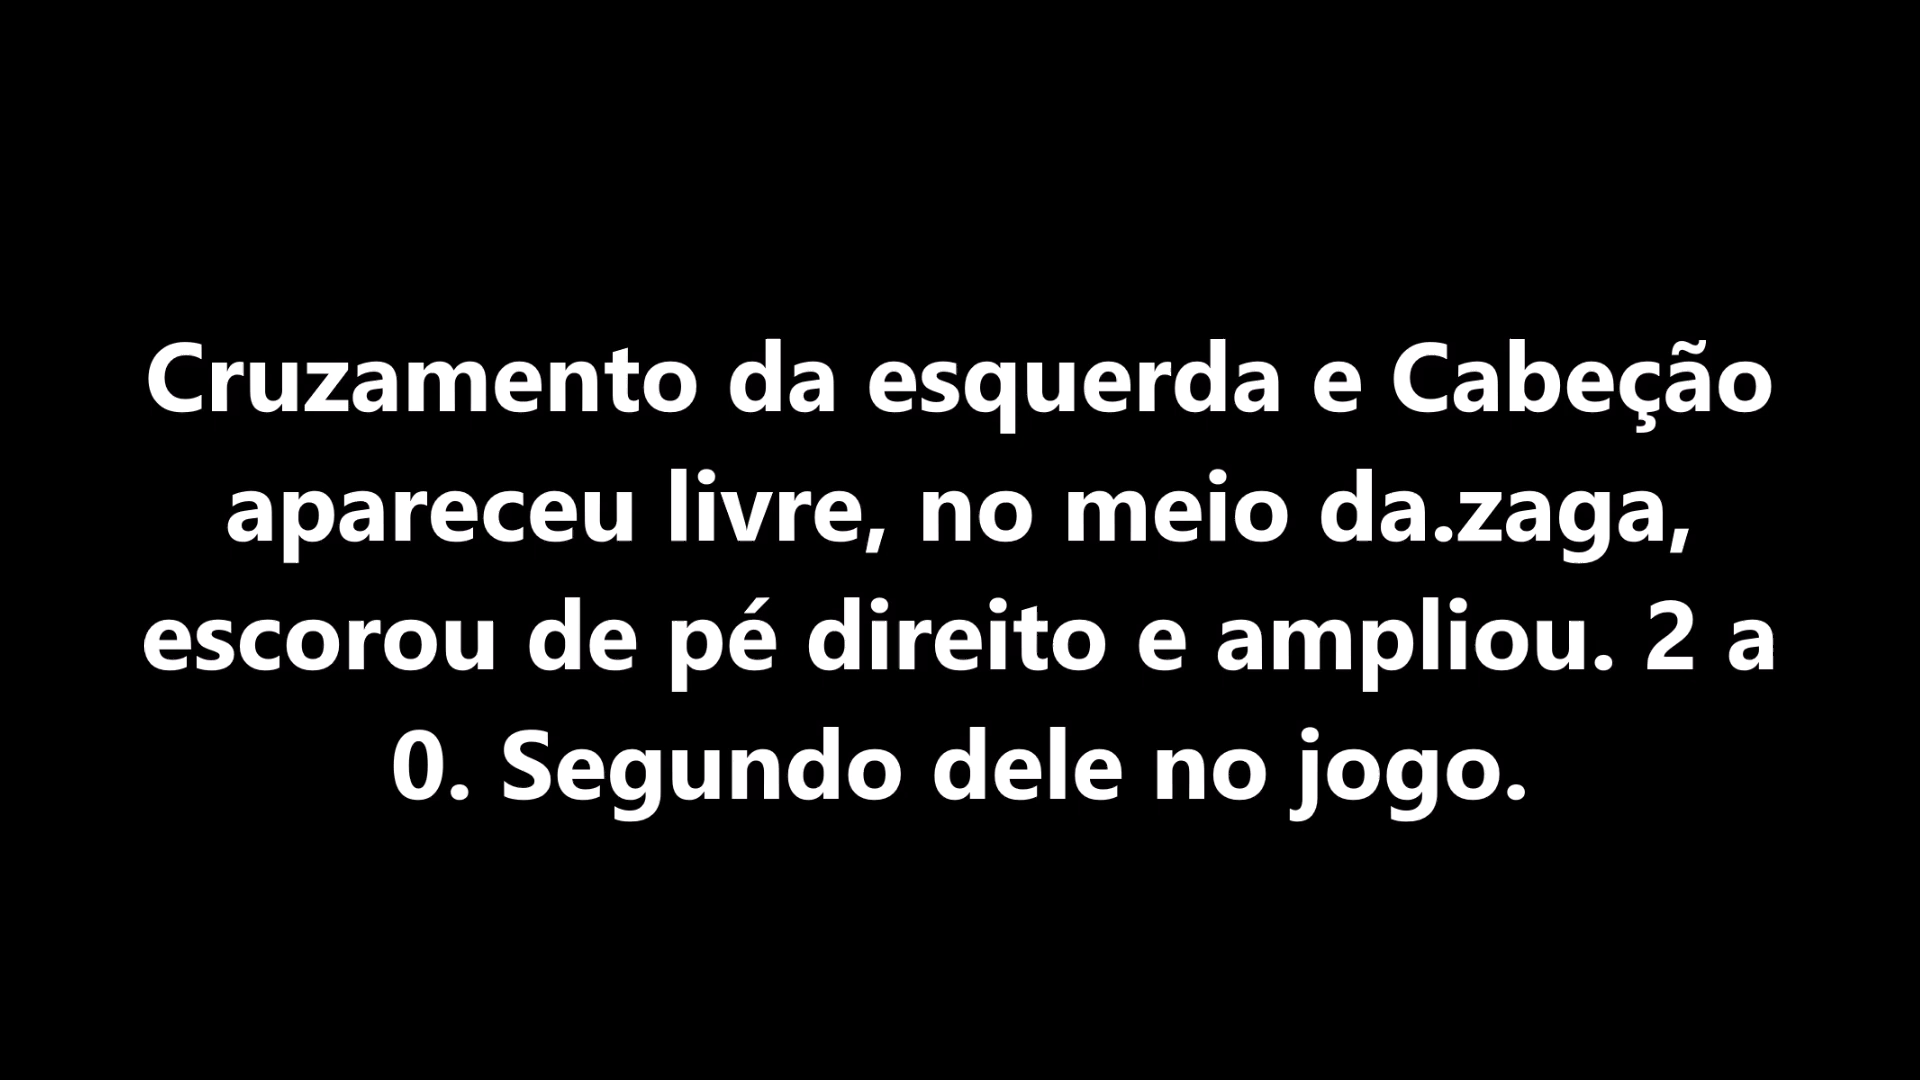 Cruzamento da esquerda e Cabeção
apareceu livre, no meio da.zaga,
escorou de pé direito e ampliou. 2 a
0. Segundo dele no jogo.